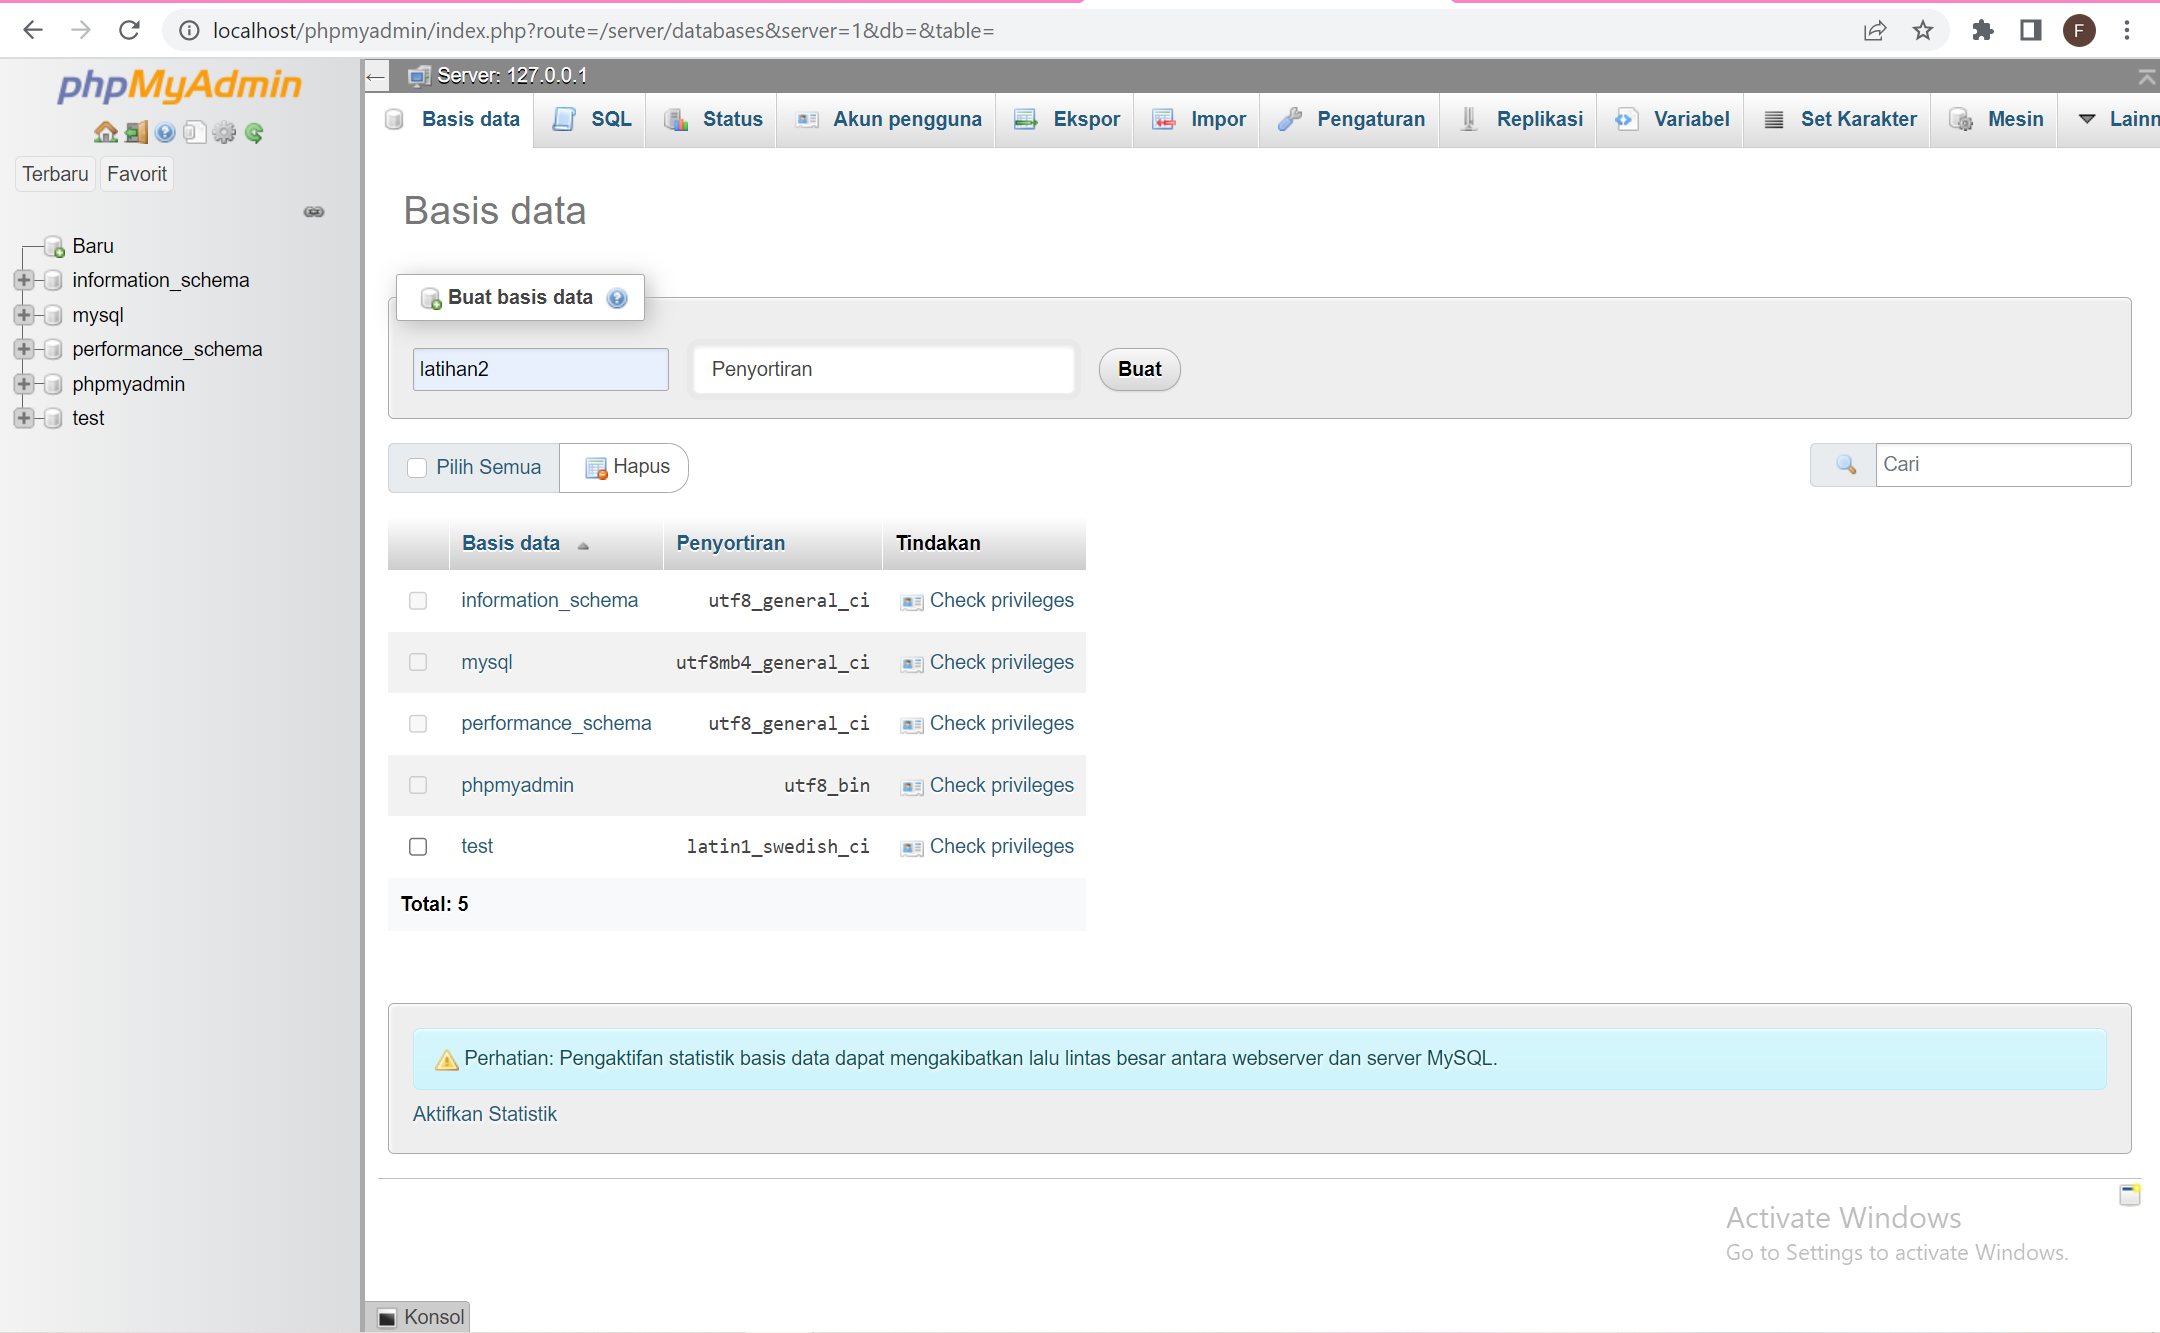 localhost/phpmyadmin/index.php?route=/server/databases&server=1&db=&table=
F
phpMyAdmin
Terbaru Favorit
Baru
information_schema
mysql
performance_schema
phpmyadmin
test
Server: 127.0.0.1
Basis data SQL Status Akun pengguna Ekspor Impor Pengaturan Replikasi Variabel Set Karakter Mesin Lainn
Basis data
Buat basis data
latihan2 Penyortiran Buat
Pilih Semua Hapus Cari
Basis data Penyortiran Tindakan
information_schema utf8_general_ci Check privileges
mysql utf8mb4_general_ci Check privileges
performance_schema utf8_general_ci Check privileges
phpmyadmin utf8_bin Check privileges
test latin1_swedish_ci Check privileges
Total: 5
Perhatian: Pengaktifan statistik basis data dapat mengakibatkan lalu lintas besar antara webserver dan server MySQL.
Aktifkan Statistik
Activate Windows
Go to Settings to activate Windows.
Konsol